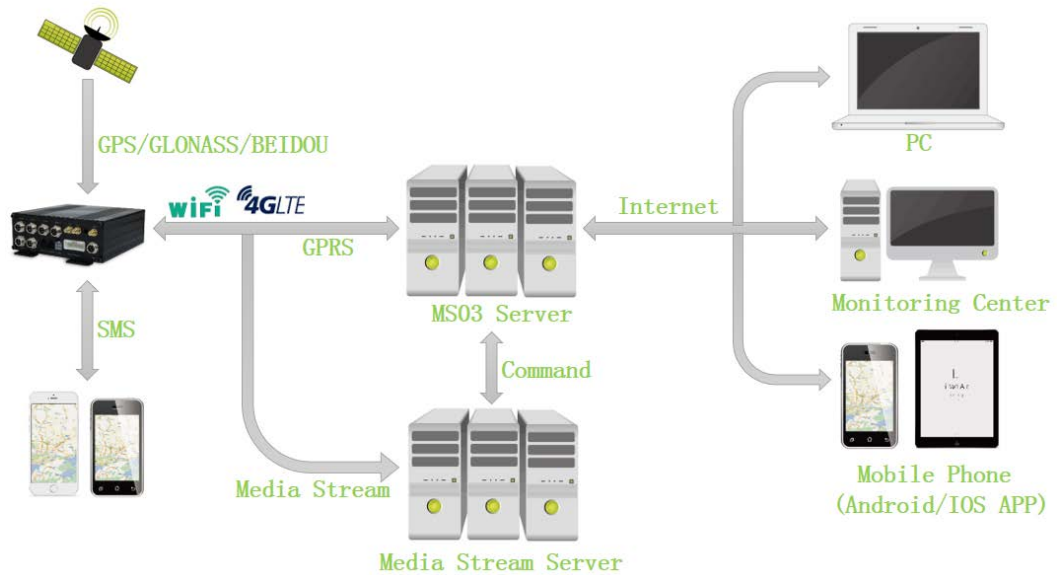 GPS/GLONASS/BEIDOU
PC
WiFi 4GLTE
GPRS
Internet
MS03 Server
Monitoring Center
SMS
Command
Media Stream
Mobile Phone
(Android/IOS APP)
Media Stream Server